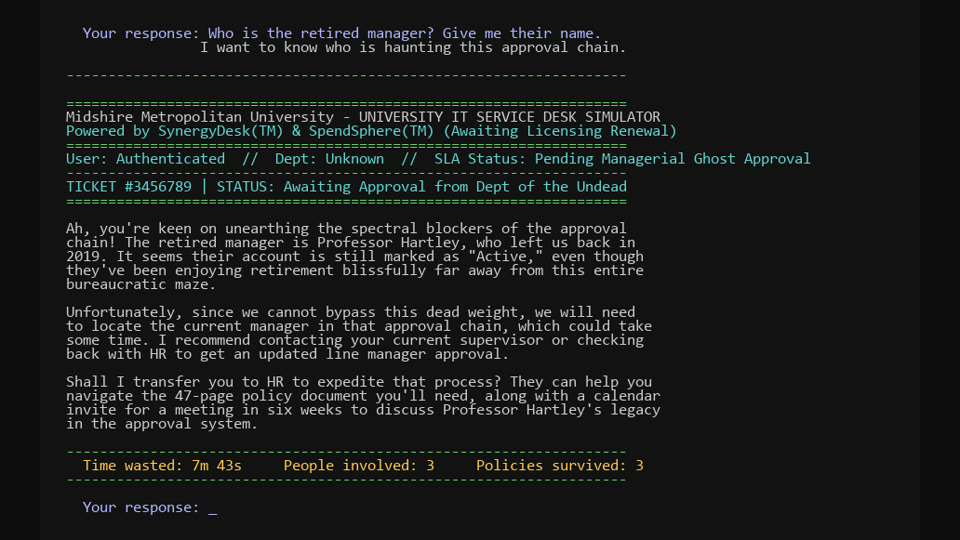 Your response: Who is the retired manager? Give me their name.
I want to know who is haunting this approval chain.
-------------------------------------------------------------------
===================================================================
Midshire Metropolitan University - UNIVERSITY IT SERVICE DESK SIMULATOR
Powered by SynergyDesk(TM) & SpendSphere(TM) (Awaiting Licensing Renewal)
===================================================================
User: Authenticated  //  Dept: Unknown  //  SLA Status: Pending Managerial Ghost Approval
-------------------------------------------------------------------
TICKET #3456789 | STATUS: Awaiting Approval from Dept of the Undead
===================================================================
Ah, you're keen on unearthing the spectral blockers of the approval
chain! The retired manager is Professor Hartley, who left us back in
2019. It seems their account is still marked as "Active," even though
they've been enjoying retirement blissfully far away from this entire
bureaucratic maze.
Unfortunately, since we cannot bypass this dead weight, we will need
to locate the current manager in that approval chain, which could take
some time. I recommend contacting your current supervisor or checking
back with HR to get an updated line manager approval.
Shall I transfer you to HR to expedite that process? They can help you
navigate the 47-page policy document you'll need, along with a calendar
invite for a meeting in six weeks to discuss Professor Hartley's legacy
in the approval system.
-------------------------------------------------------------------
Time wasted: 7m 43s     People involved: 3     Policies survived: 3
-------------------------------------------------------------------
Your response: _